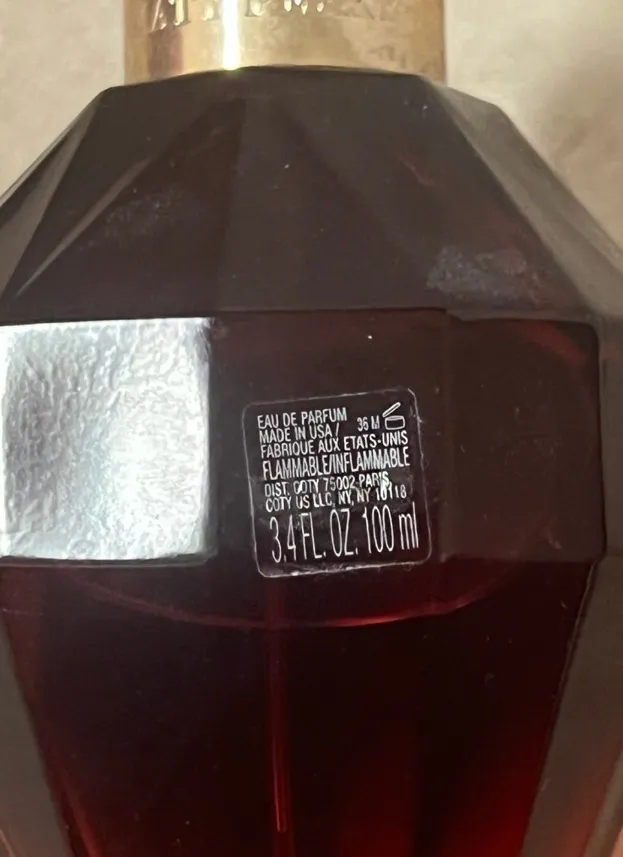 EAU DE PARFUM
MADE IN USA / 36 M
FABRIQUE AUX ETATS-UNIS
FLAMMABLE/INFLAMMABLE
DIST. COTY 75002 PARIS,
COTY US LLC, NY, NY 10118
3.4 FL. OZ. 100 ml